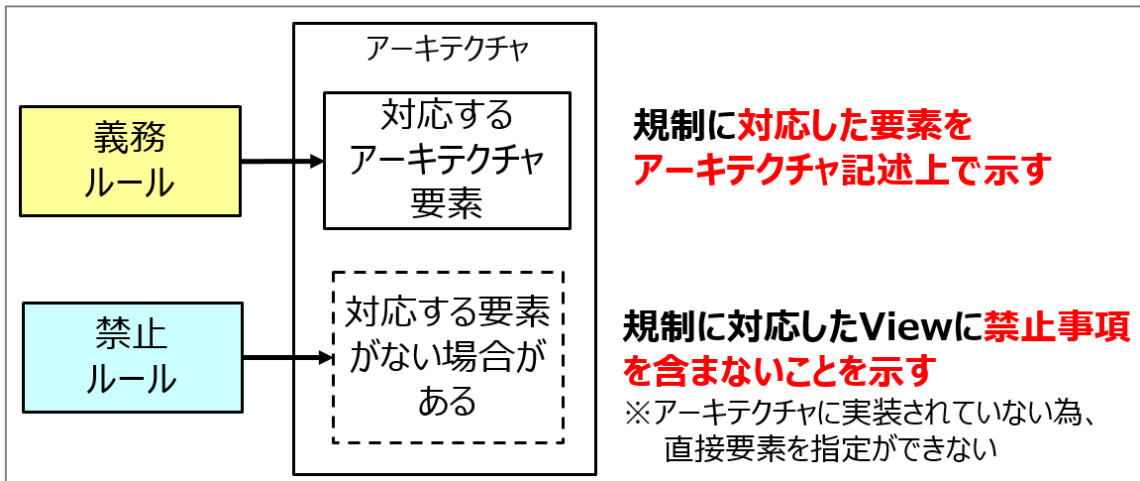 アーキテクチャ
義務
ルール
対応する
アーキテクチャ
要素
規制に対応した要素を
アーキテクチャ記述上で示す
禁止
ルール
対応する要素
がない場合が
ある
規制に対応したViewに禁止事項
を含まないことを示す
※アーキテクチャに実装されていない為、
直接要素を指定ができない